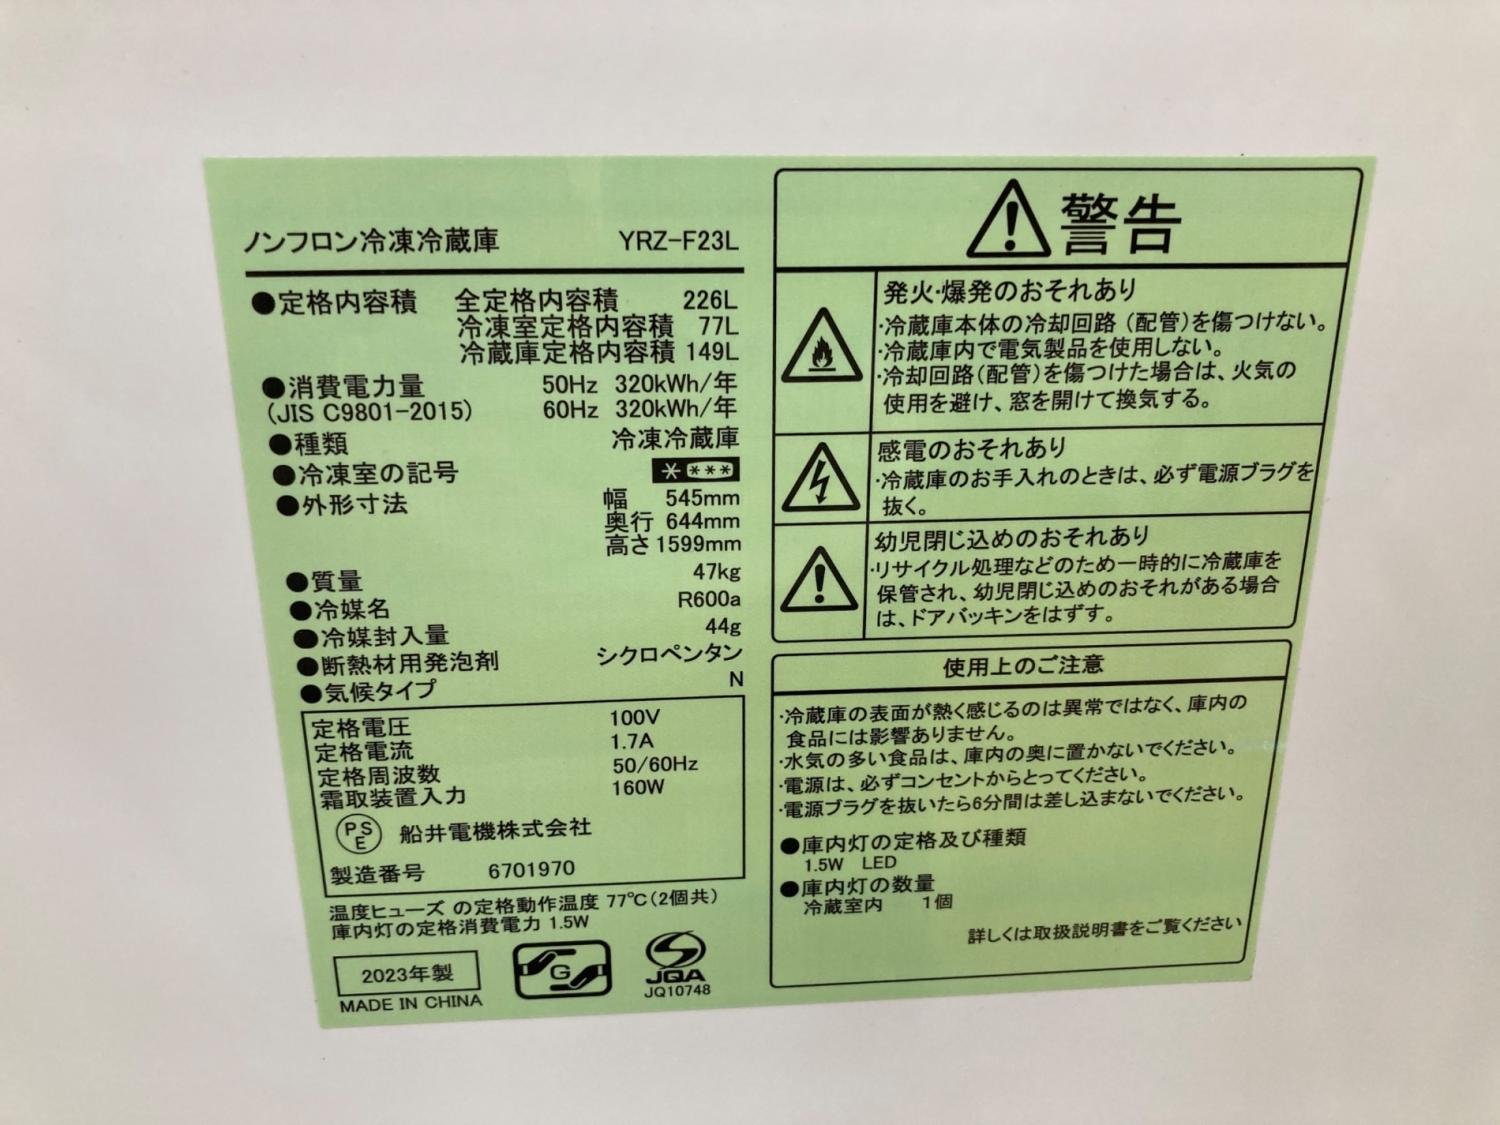 ノンフロン冷凍冷蔵庫 YRZ-F23L
●定格内容積 全定格内容積 226L
冷凍室定格内容積 77L
冷蔵庫定格内容積 149L
●消費電力量 50Hz 320kWh/年
(JIS C9801-2015) 60Hz 320kWh/年
●種類 冷凍冷蔵庫
●冷凍室の記号 * ***
●外形寸法 幅 545mm
奥行 644mm
高さ 1599mm
●質量 47kg
●冷媒名 R600a
●冷媒封入量 44g
●断熱材用発泡剤 シクロペンタン
●気候タイプ N
定格電圧 100V
定格電流 1.7A
定格周波数 50/60Hz
霜取装置入力 160W
PSE 船井電機株式会社
製造番号 6701970
温度ヒューズ の定格動作温度 77℃(2個共)
庫内灯の定格消費電力 1.5W
2023年製
MADE IN CHINA
G
JQA
JQ10748
警告
発火・爆発のおそれあり
・冷蔵庫本体の冷却回路(配管)を傷つけない。
・冷蔵庫内で電気製品を使用しない。
・冷却回路(配管)を傷つけた場合は、火気の
使用を避け、窓を開けて換気する。
感電のおそれあり
・冷蔵庫のお手入れのときは、必ず電源プラグを
抜く。
幼児閉じ込めのおそれあり
・リサイクル処理などのため一時的に冷蔵庫を
保管され、幼児閉じ込めのおそれがある場合
は、ドアパッキンをはずす。
使用上のご注意
・冷蔵庫の表面が熱く感じるのは異常ではなく、庫内の
食品には影響ありません。
・水気の多い食品は、庫内の奥に置かないでください。
・電源は、必ずコンセントからとってください。
・電源プラグを抜いたら6分間は差し込まないでください。
●庫内灯の定格及び種類
1.5W LED
●庫内灯の数量
冷蔵室内 1個
詳しくは取扱説明書をご覧ください